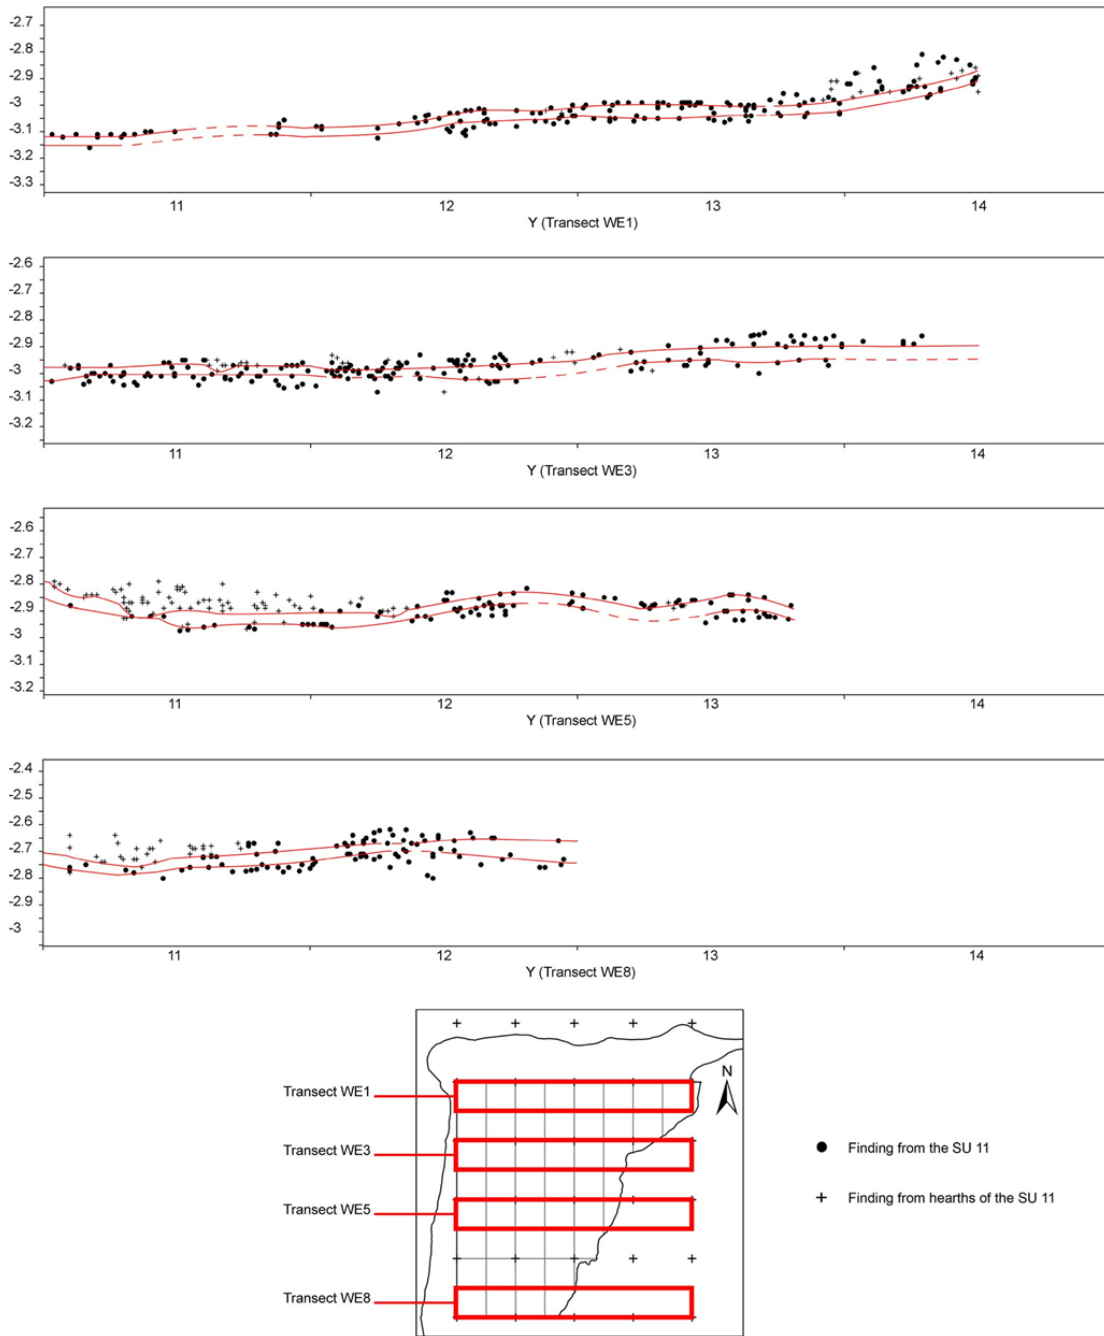 -2.7
-2.8
-2.9
-3
-3.1
-3.2
-3.3
11 12 13 14
Y (Transect WE1)
-2.6
-2.7
-2.8
-2.9
-3
-3.1
-3.2
11 12 13 14
Y (Transect WE3)
-2.6
-2.7
-2.8
-2.9
-3
-3.1
-3.2
11 12 13 14
Y (Transect WE5)
-2.4
-2.5
-2.6
-2.7
-2.8
-2.9
-3
11 12 13 14
Y (Transect WE8)
N
Transect WE1
Transect WE3
Transect WE5
Transect WE8
Finding from the SU 11
Finding from hearths of the SU 11